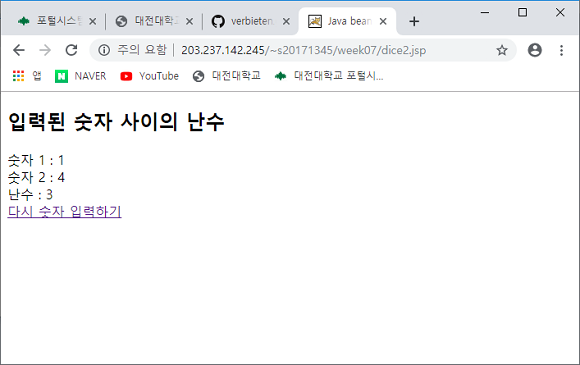 포털시스템
대전대학교
verbieten
Java bean
주의 요함 | 203.237.142.245/~s20171345/week07/dice2.jsp
앱 NAVER YouTube 대전대학교 대전대학교 포털시...
입력된 숫자 사이의 난수
숫자 1 : 1
숫자 2 : 4
난수 : 3
다시 숫자 입력하기